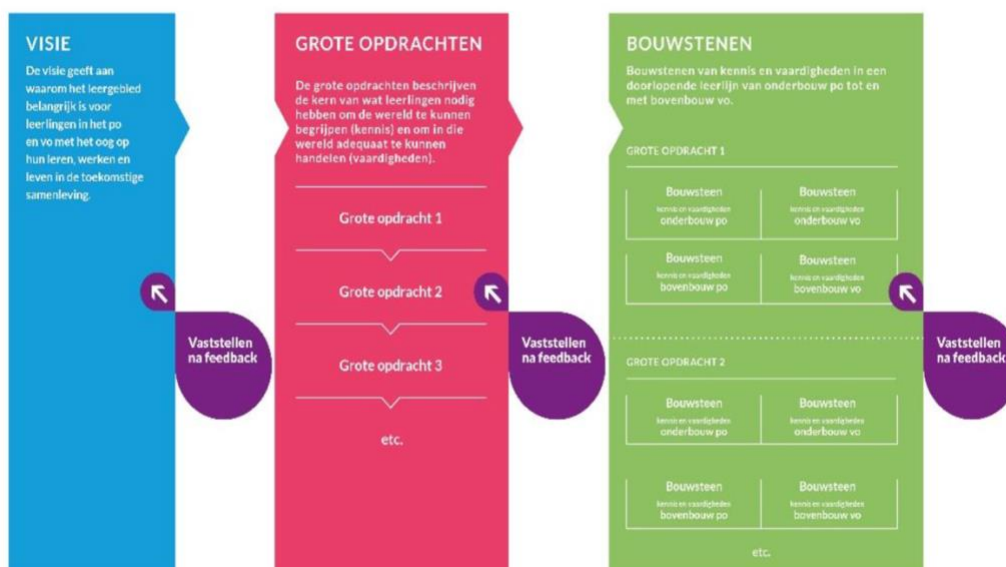 VISIE
De visie geeft aan
waarom het leergebied
belangrijk is voor
leerlingen in het po
en vo met het oog op
hun leren, werken en
leven in de toekomstige
samenleving.
Vaststellen
na feedback
GROTE OPDRACHTEN
De grote opdrachten beschrijven
de kern van wat leerlingen nodig
hebben om de wereld te kunnen
begrijpen (kennis) en om in die
wereld adequaat te kunnen
handelen (vaardigheden).
Grote opdracht 1
Grote opdracht 2
Grote opdracht 3
etc.
Vaststellen
na feedback
BOUWSTENEN
Bouwstenen van kennis en vaardigheden in een
doorlopende leerlijn van onderbouw po tot en
met bovenbouw vo.
GROTE OPDRACHT 1
Bouwsteen
kennis en vaardigheden
onderbouw po
Bouwsteen
kennis en vaardigheden
onderbouw vo
Bouwsteen
kennis en vaardigheden
bovenbouw po
Bouwsteen
kennis en vaardigheden
bovenbouw vo
GROTE OPDRACHT 2
Bouwsteen
kennis en vaardigheden
onderbouw po
Bouwsteen
kennis en vaardigheden
onderbouw vo
Bouwsteen
kennis en vaardigheden
bovenbouw po
Bouwsteen
kennis en vaardigheden
bovenbouw vo
etc.
Vaststellen
na feedback